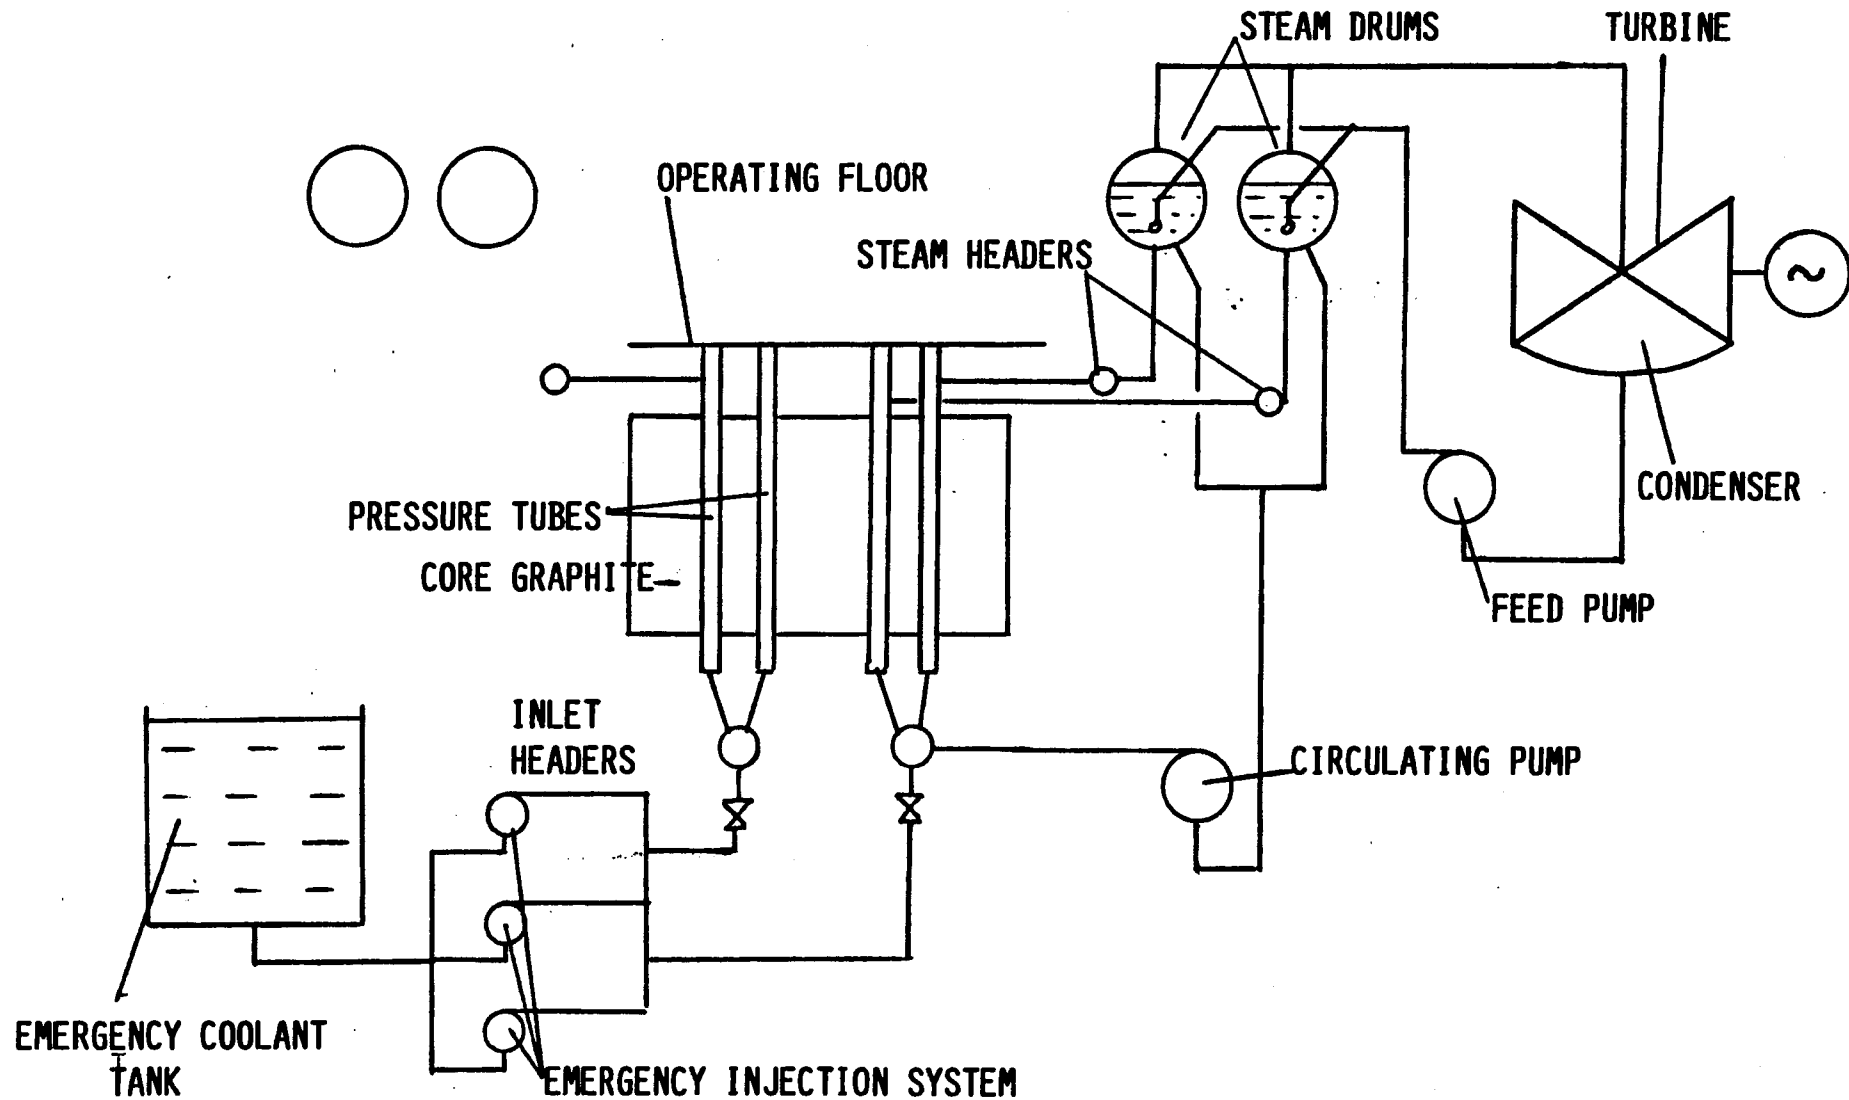 STEAM DRUMS
TURBINE
OPERATING FLOOR
STEAM HEADERS
PRESSURE TUBES
CONDENSER
CORE GRAPHITE
FEED PUMP
INLET
HEADERS
CIRCULATING PUMP
EMERGENCY COOLANT
TANK
EMERGENCY INJECTION SYSTEM
~